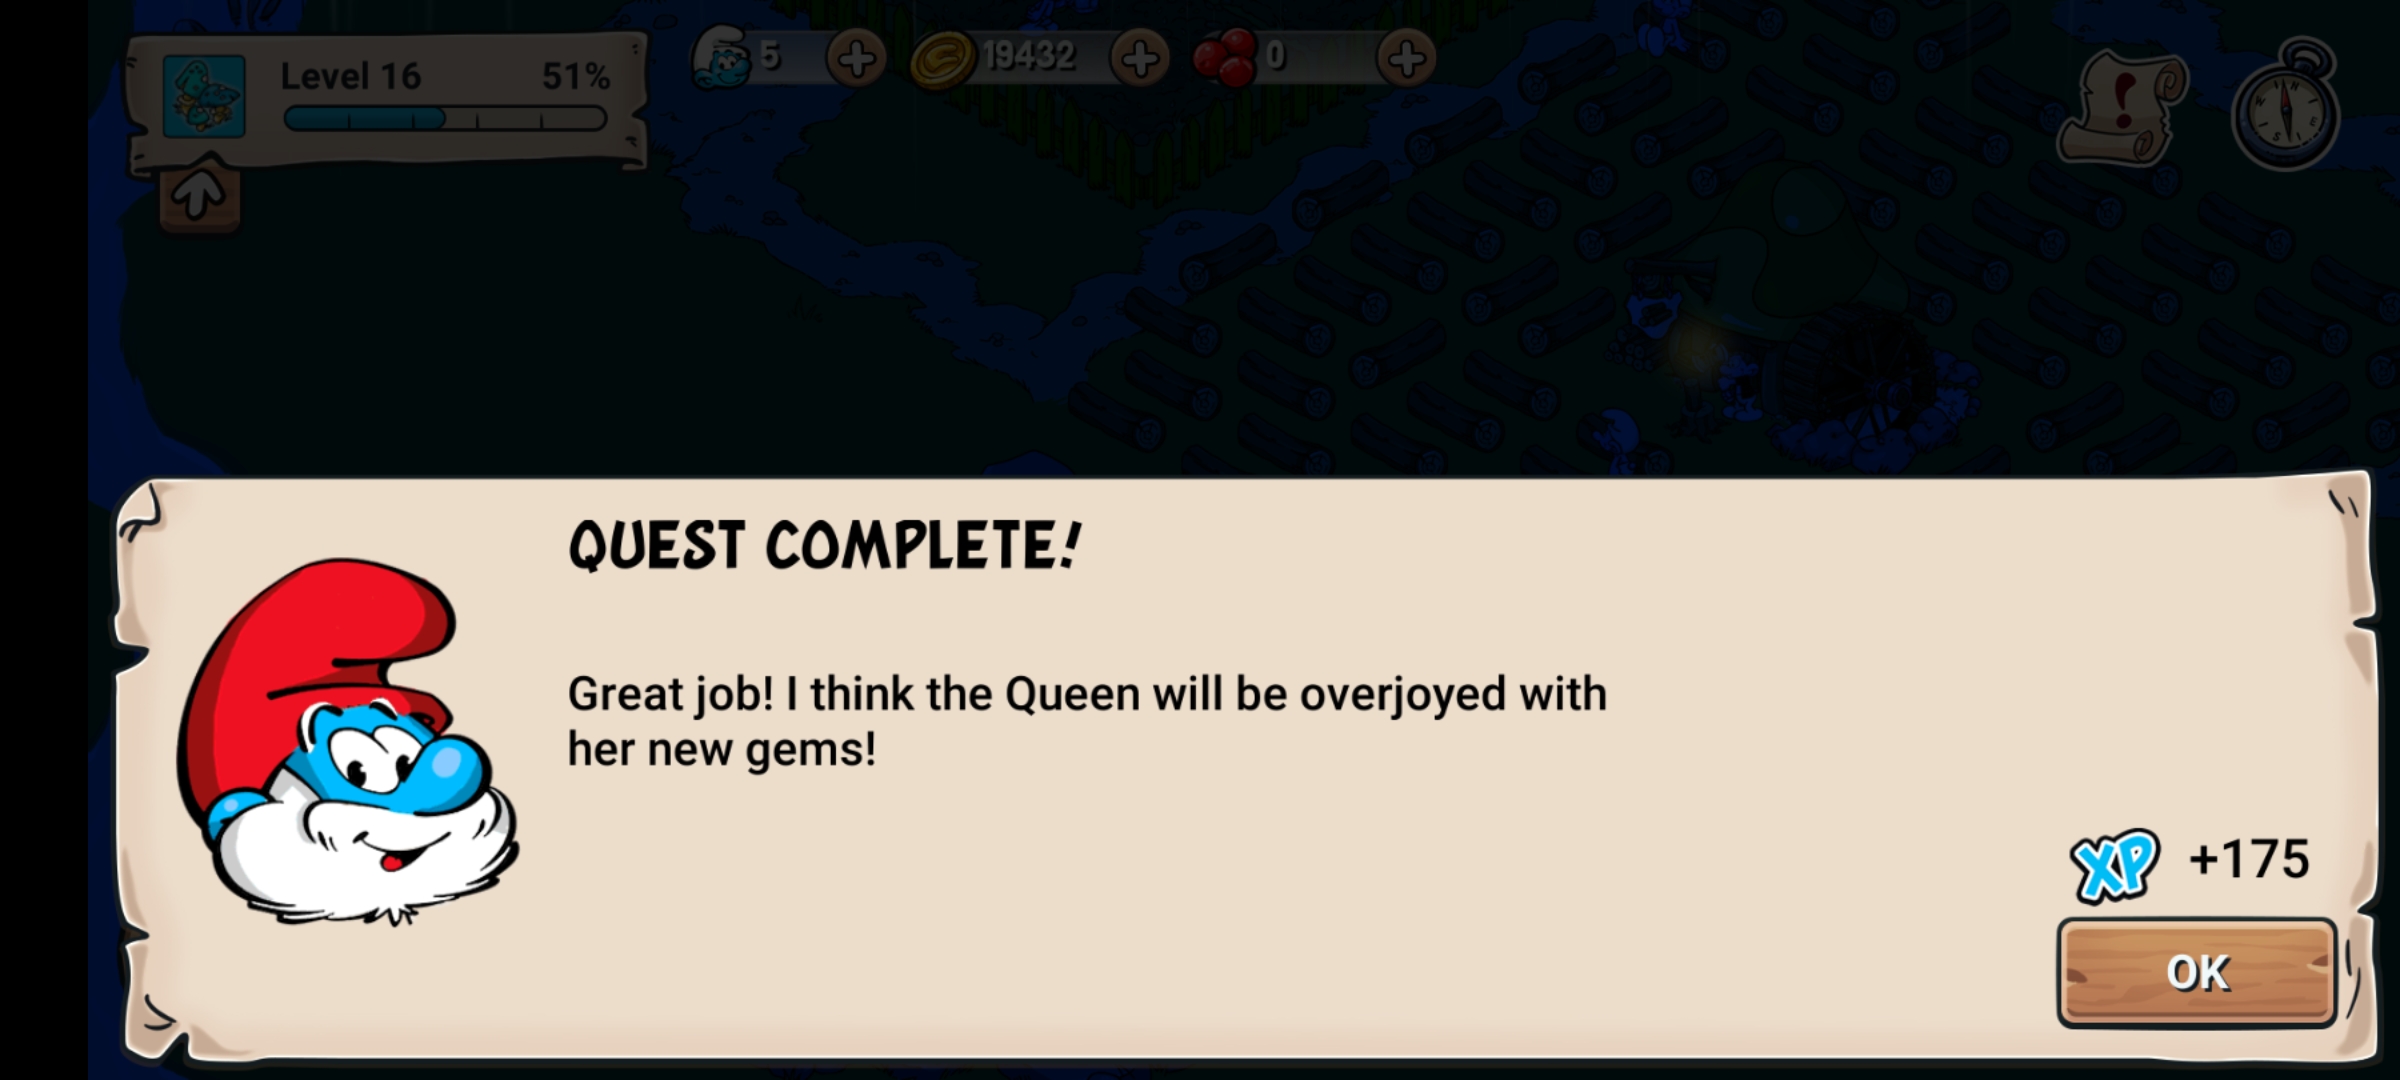 Level 16 51%
5
19432
0
QUEST COMPLETE!
Great job! I think the Queen will be overjoyed with
her new gems!
XP +175
OK